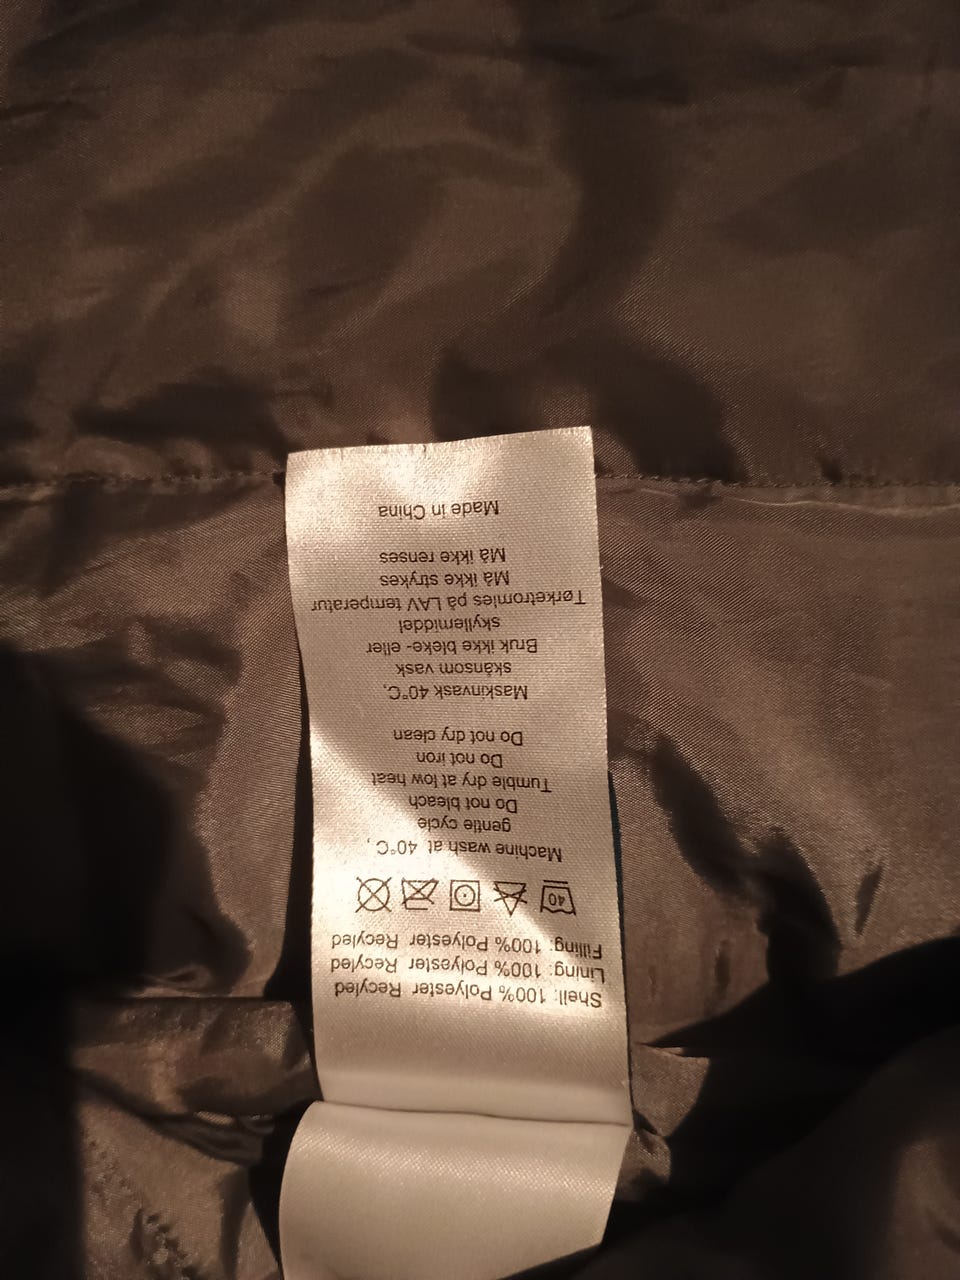 Shell: 100% Polyester Recyled
Lining: 100% Polyester Recyled
Filling: 100% Polyester Recyled
40
Machine wash at 40°C,
gentle cycle
Do not bleach
Tumble dry at low heat
Do not iron
Do not dry clean
Maskinvask 40°C,
skånsom vask
Bruk ikke bleke-eller
skyllemiddel
Tørketromles på LAV temperatur
Må ikke strykes
Må ikke renses
Made in China